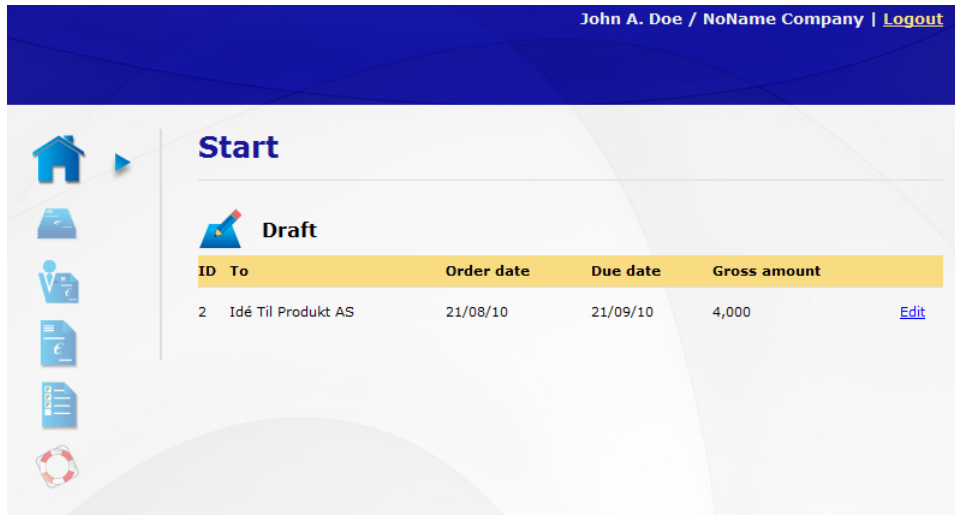 John A. Doe / NoName Company | Logout
Start
Draft
ID To Order date Due date Gross amount
2 Idé Til Produkt AS 21/08/10 21/09/10 4,000 Edit